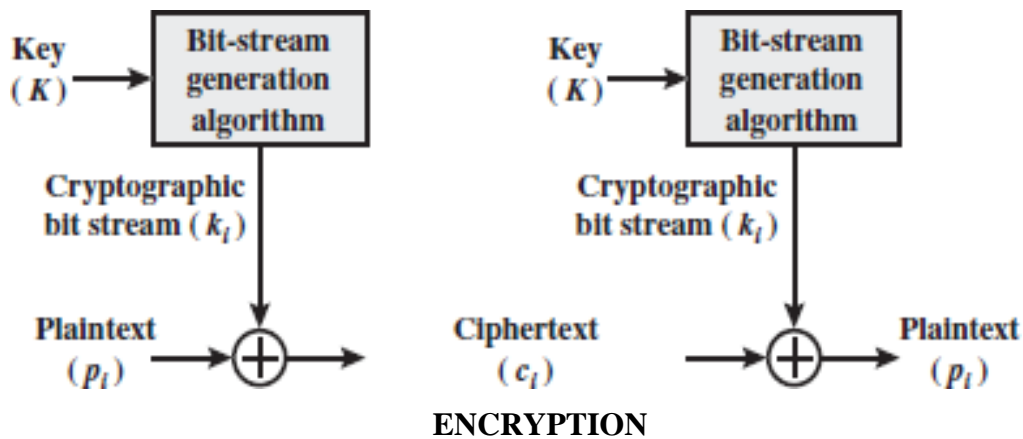 Key
(K)
Bit-stream
generation
algorithm
Cryptographic
bit stream (kᵢ)
Plaintext
(pᵢ)
Ciphertext
(cᵢ)
Key
(K)
Bit-stream
generation
algorithm
Cryptographic
bit stream (kᵢ)
Plaintext
(pᵢ)
ENCRYPTION